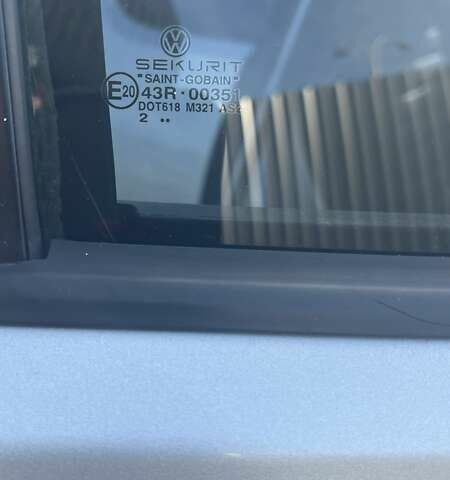 SEKURIT
"SAINT-GOBAIN"
E20 43R·00351
DOT618 M321 AS2
2 ••